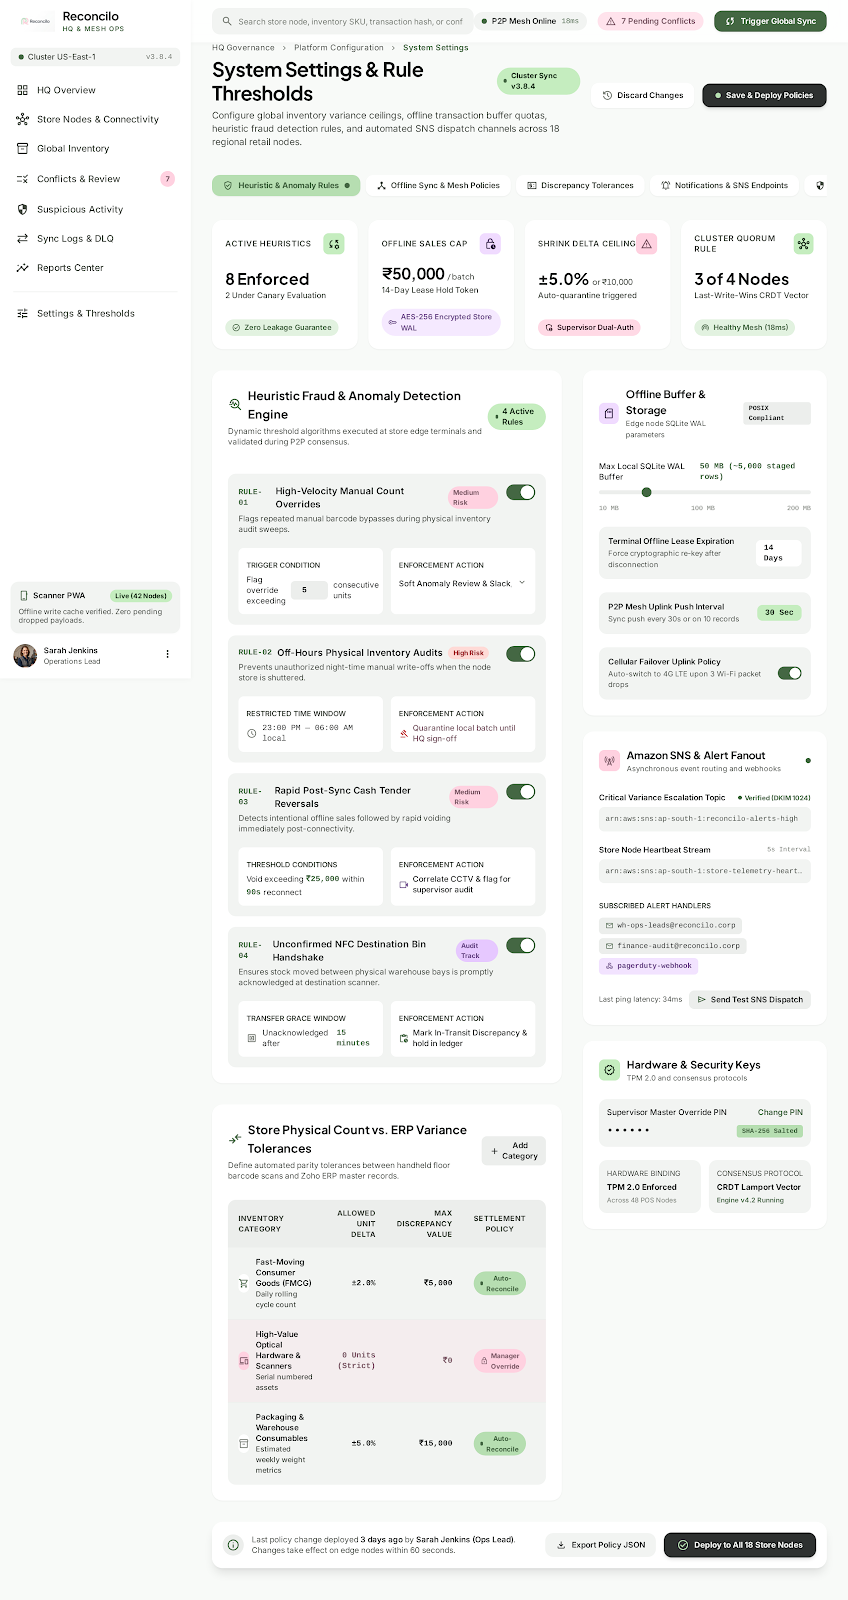 Reconcilo
HQ & MESH OPS
Cluster US-East-1
v3.8.4
HQ Overview
Store Nodes & Connectivity
Global Inventory
Conflicts & Review
7
Suspicious Activity
Sync Logs & DLQ
Reports Center
Settings & Thresholds
Scanner PWA
Live (42 Nodes)
Offline write cache verified. Zero pending
dropped payloads.
Sarah Jenkins
Operations Lead
Search store node, inventory SKU, transaction hash, or conf
P2P Mesh Online 18ms
7 Pending Conflicts
Trigger Global Sync
HQ Governance > Platform Configuration > System Settings
System Settings & Rule
Thresholds
Cluster Sync
v3.8.4
Discard Changes
Save & Deploy Policies
Configure global inventory variance ceilings, offline transaction buffer quotas,
heuristic fraud detection rules, and automated SNS dispatch channels across 18
regional retail nodes.
Heuristic & Anomaly Rules
Offline Sync & Mesh Policies
Discrepancy Tolerances
Notifications & SNS Endpoints
ACTIVE HEURISTICS
8 Enforced
2 Under Canary Evaluation
Zero Leakage Guarantee
OFFLINE SALES CAP
₹50,000 /batch
14-Day Lease Hold Token
AES-256 Encrypted Store
WAL
SHRINK DELTA CEILING
±5.0% or ₹10,000
Auto-quarantine triggered
Supervisor Dual-Auth
CLUSTER QUORUM
RULE
3 of 4 Nodes
Last-Write-Wins CRDT Vector
Healthy Mesh (18ms)
Heuristic Fraud & Anomaly Detection
Engine
4 Active
Rules
Dynamic threshold algorithms executed at store edge terminals and
validated during P2P consensus.
RULE-
01
High-Velocity Manual Count
Overrides
Medium
Risk
Flags repeated manual barcode bypasses during physical inventory
audit sweeps.
TRIGGER CONDITION
Flag
override
exceeding
5
consecutive
units
ENFORCEMENT ACTION
Soft Anomaly Review & Slack
RULE-02 Off-Hours Physical Inventory Audits
High Risk
Prevents unauthorized night-time manual write-offs when the node
store is shuttered.
RESTRICTED TIME WINDOW
23:00 PM — 06:00 AM
local
ENFORCEMENT ACTION
Quarantine local batch until
HQ sign-off
RULE-
03
Rapid Post-Sync Cash Tender
Reversals
Medium
Risk
Detects intentional offline sales followed by rapid voiding
immediately post-connectivity.
THRESHOLD CONDITIONS
Void exceeding ₹25,000 within
90s reconnect
ENFORCEMENT ACTION
Correlate CCTV & flag for
supervisor audit
RULE-
04
Unconfirmed NFC Destination Bin
Handshake
Audit
Track
Ensures stock moved between physical warehouse bays is promptly
acknowledged at destination scanner.
TRANSFER GRACE WINDOW
Unacknowledged
after
15
minutes
ENFORCEMENT ACTION
Mark In-Transit Discrepancy &
hold in ledger
Store Physical Count vs. ERP Variance
Tolerances
+ Add
Category
Define automated parity tolerances between handheld floor
barcode scans and Zoho ERP master records.
INVENTORY
CATEGORY
ALLOWED
UNIT
DELTA
MAX
DISCREPANCY
VALUE
SETTLEMENT
POLICY
Fast-Moving
Consumer
Goods (FMCG)
Daily rolling
cycle count
±2.0%
₹5,000
Auto-
Reconcile
High-Value
Optical
Hardware &
Scanners
Serial numbered
assets
0 Units
(Strict)
₹0
Manager
Override
Packaging &
Warehouse
Consumables
Estimated
weekly weight
metrics
±5.0%
₹15,000
Auto-
Reconcile
Offline Buffer &
Storage
Edge node SQLite WAL
parameters
POSIX
Compliant
Max Local SQLite WAL
Buffer
50 MB (~5,000 staged
rows)
10 MB
100 MB
200 MB
Terminal Offline Lease Expiration
Force cryptographic re-key after
disconnection
14
Days
P2P Mesh Uplink Push Interval
Sync push every 30s or on 10 records
30 Sec
Cellular Failover Uplink Policy
Auto-switch to 4G LTE upon 3 Wi-Fi packet
drops
Amazon SNS & Alert Fanout
Asynchronous event routing and webhooks
Critical Variance Escalation Topic
Verified (DKIM 1024)
arn:aws:sns:ap-south-1:reconcilo-alerts-high
Store Node Heartbeat Stream
5s Interval
arn:aws:sns:ap-south-1:store-telemetry-heart…
SUBSCRIBED ALERT HANDLERS
wh-ops-leads@reconcilo.corp
finance-audit@reconcilo.corp
pagerduty-webhook
Last ping latency: 34ms
Send Test SNS Dispatch
Hardware & Security Keys
TPM 2.0 and consensus protocols
Supervisor Master Override PIN
Change PIN
••••••
SHA-256 Salted
HARDWARE BINDING
TPM 2.0 Enforced
Across 48 POS Nodes
CONSENSUS PROTOCOL
CRDT Lamport Vector
Engine v4.2 Running
Last policy change deployed 3 days ago by Sarah Jenkins (Ops Lead).
Changes take effect on edge nodes within 60 seconds.
Export Policy JSON
Deploy to All 18 Store Nodes